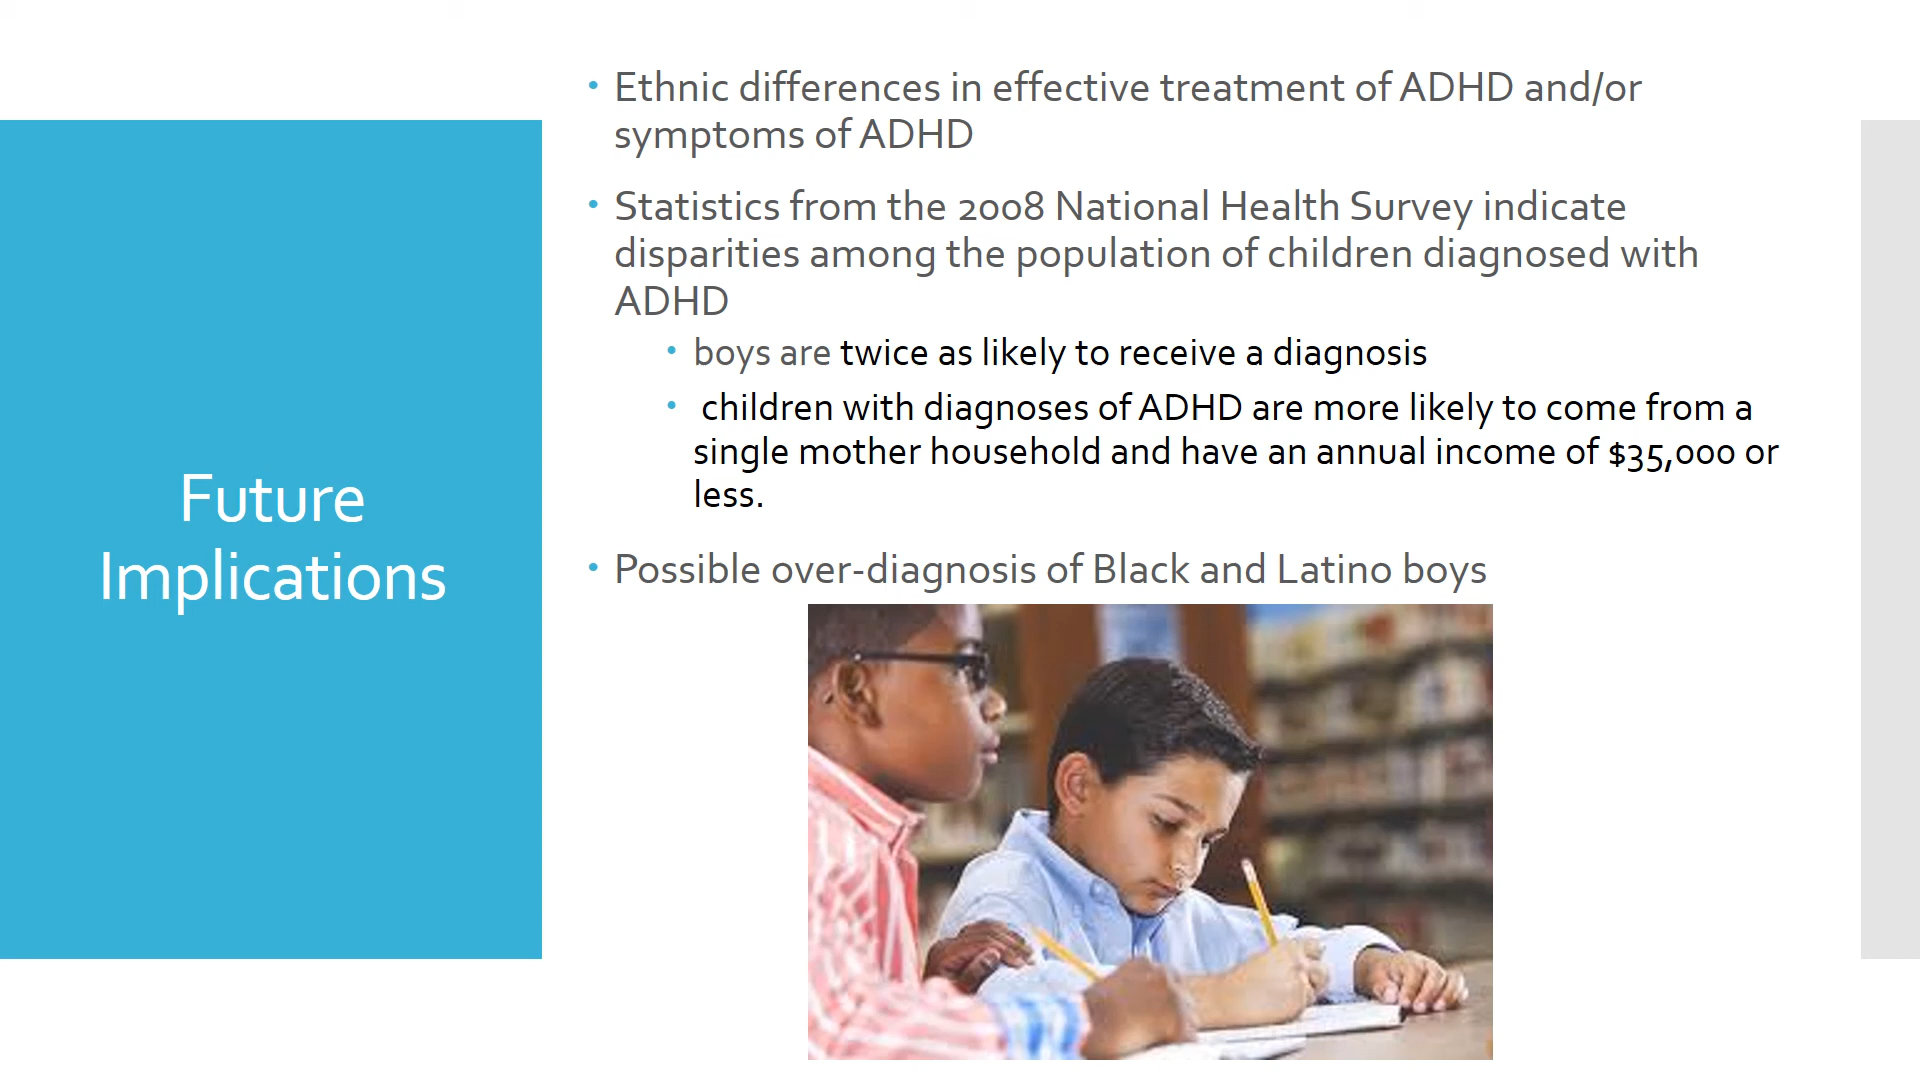 Future
Implications
• Ethnic differences in effective treatment of ADHD and/or
symptoms of ADHD
• Statistics from the 2008 National Health Survey indicate
disparities among the population of children diagnosed with
ADHD
• boys are twice as likely to receive a diagnosis
• children with diagnoses of ADHD are more likely to come from a
single mother household and have an annual income of $35,000 or
less.
• Possible over-diagnosis of Black and Latino boys